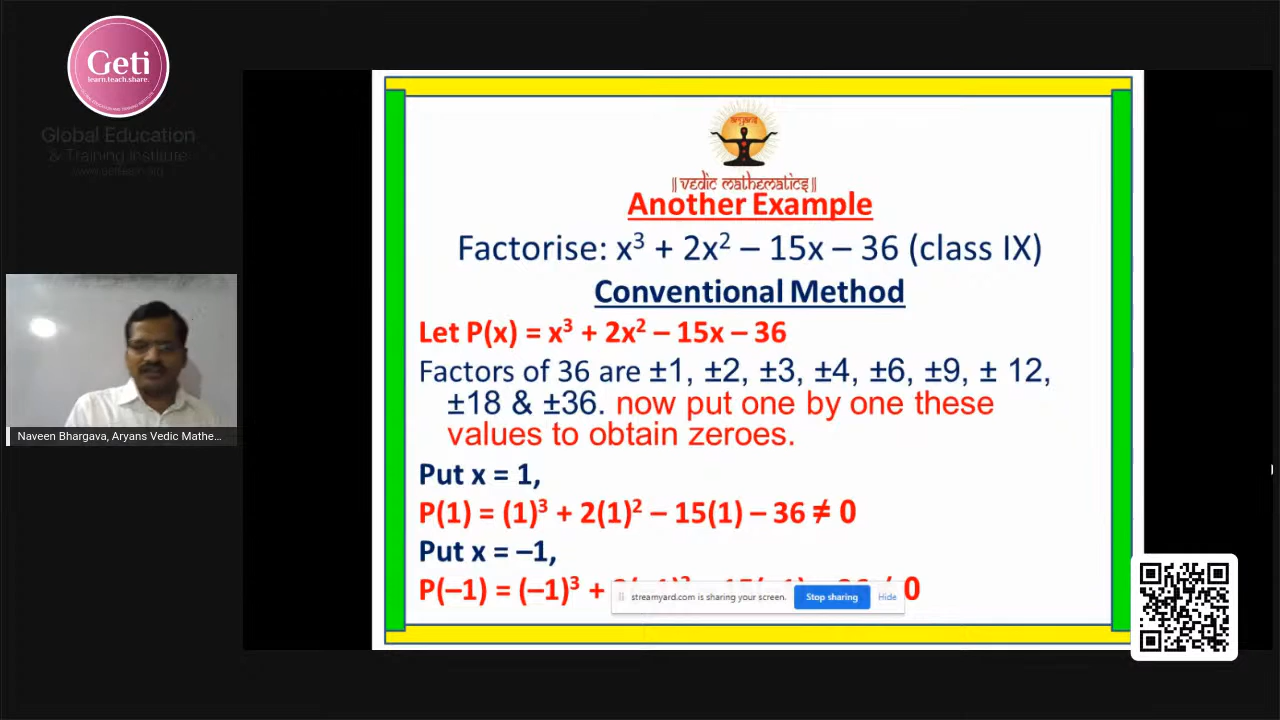 Geti
learn.teach.share.
Global Education
& Training Institute
www.getiteach.org
aryans
|| vedic mathematics ||
Another Example
Factorise: x³ + 2x² – 15x – 36 (class IX)
Conventional Method
Let P(x) = x³ + 2x² – 15x – 36
Factors of 36 are ±1, ±2, ±3, ±4, ±6, ±9, ± 12,
±18 & ±36. now put one by one these
values to obtain zeroes.
Put x = 1,
P(1) = (1)³ + 2(1)² – 15(1) – 36 ≠ 0
Put x = –1,
P(–1) = (–1)³ + 0
streamyard.com is sharing your screen.
Stop sharing
Hide
Naveen Bhargava, Aryans Vedic Mathe...